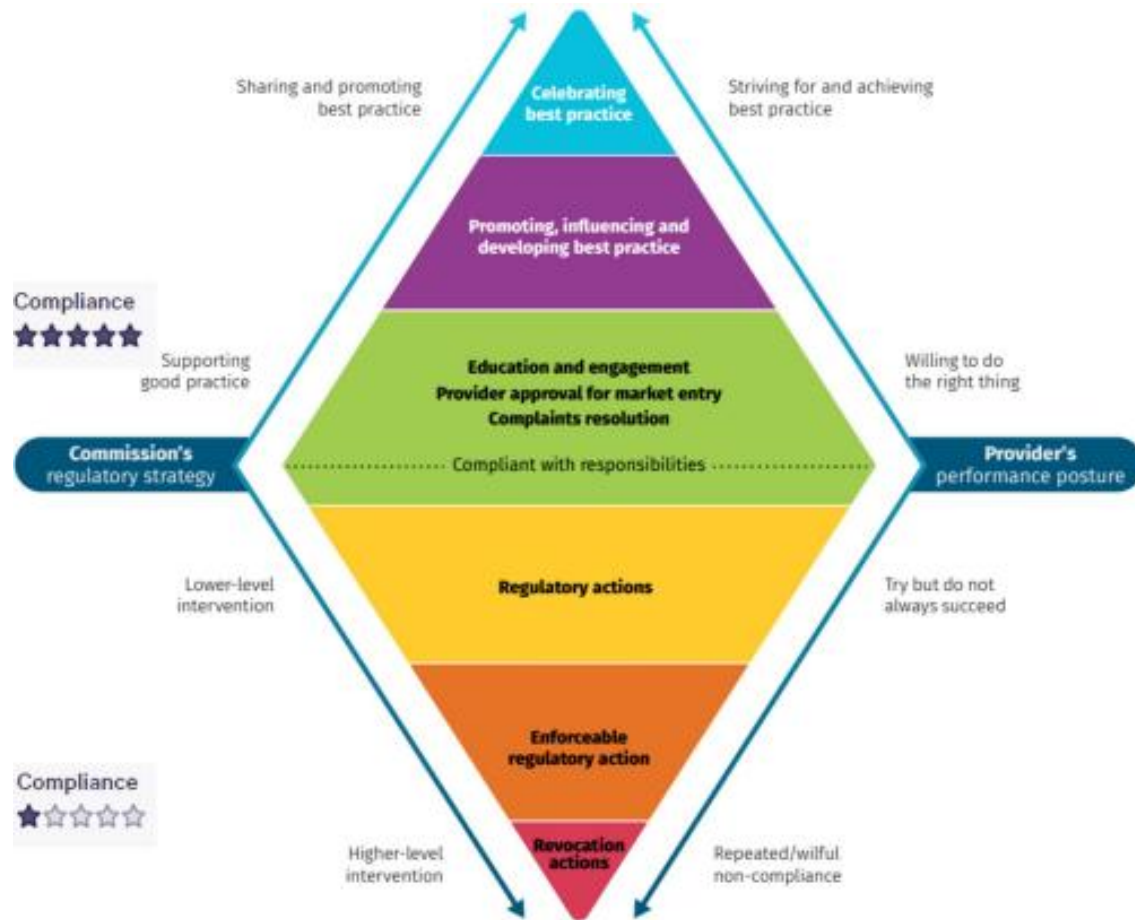 Sharing and promoting
best practice
Celebrating
best practice
Striving for and achieving
best practice
Promoting, influencing and
developing best practice
Compliance
Supporting
good practice
Education and engagement
Provider approval for market entry
Complaints resolution
Willing to do
the right thing
Commission's
regulatory strategy
Compliant with responsibilities
Provider's
performance posture
Lower-level
intervention
Regulatory actions
Try but do not
always succeed
Enforceable
regulatory action
Compliance
Higher-level
intervention
Revocation
actions
Repeated/wilful
non-compliance